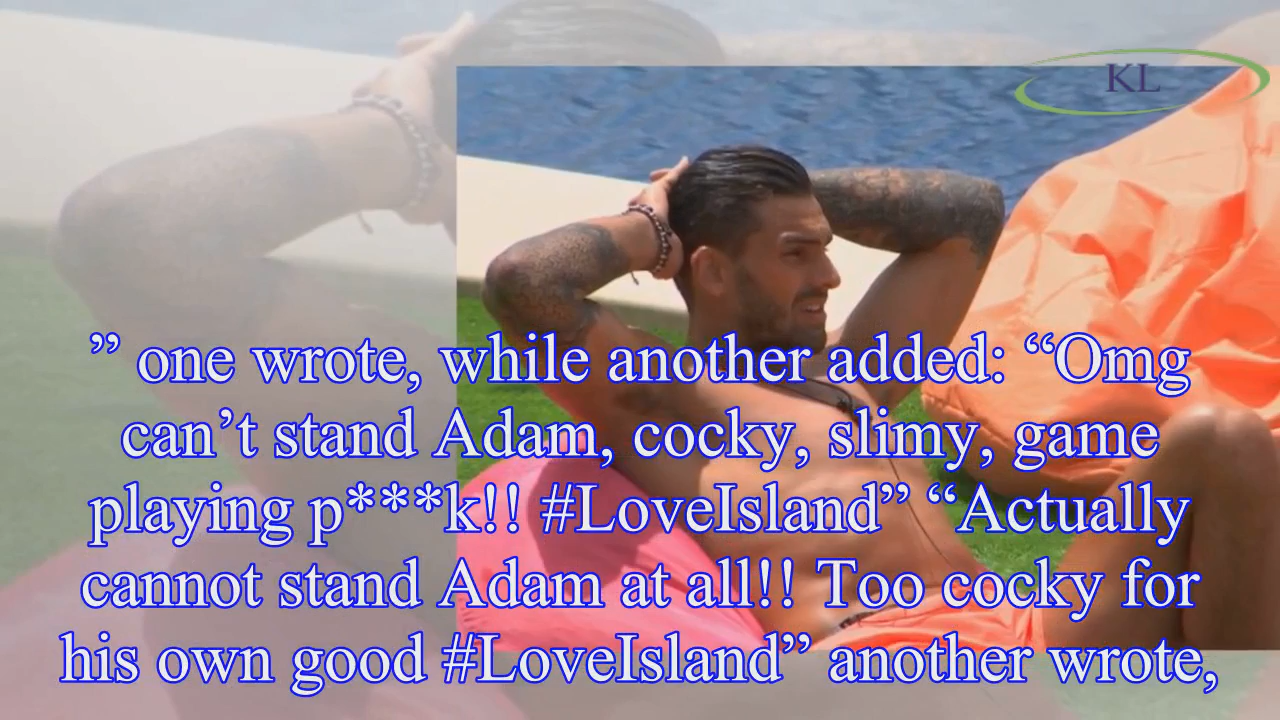 KL
” one wrote, while another added: “Omg
can’t stand Adam, cocky, slimy, game
playing p***k!! #LoveIsland” “Actually
cannot stand Adam at all!! Too cocky for
his own good #LoveIsland” another wrote,